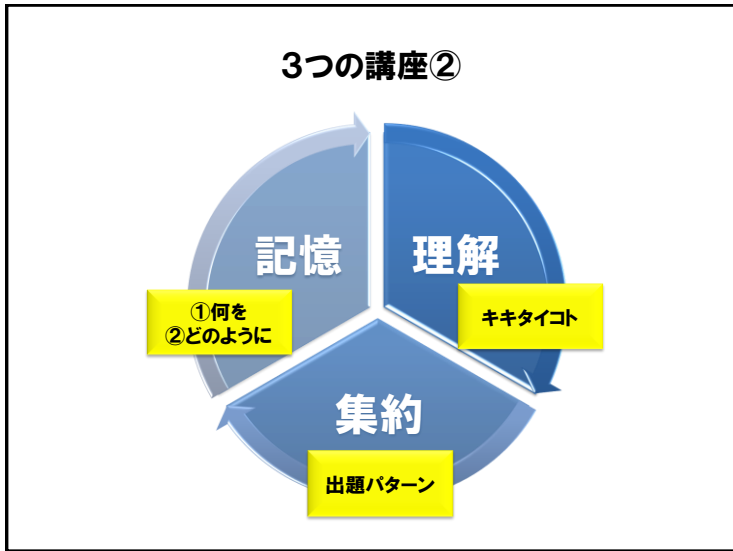 3つの講座②
記憶
理解
①何を
②どのように
キキタイコト
集約
出題パターン